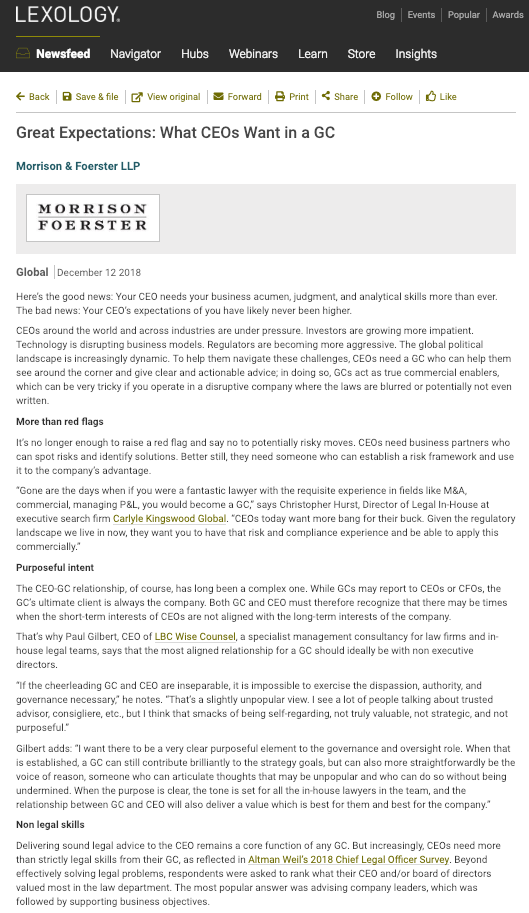 LEXOLOGY.
Blog Events Popular Awards
Newsfeed Navigator Hubs Webinars Learn Store Insights
Back Save & file View original Forward Print Share Follow Like
Great Expectations: What CEOs Want in a GC
Morrison & Foerster LLP
MORRISON
FOERSTER
Global December 12 2018
Here's the good news: Your CEO needs your business acumen, judgment, and analytical skills more than ever.
The bad news: Your CEO's expectations of you have likely never been higher.
CEOs around the world and across industries are under pressure. Investors are growing more impatient.
Technology is disrupting business models. Regulators are becoming more aggressive. The global political
landscape is increasingly dynamic. To help them navigate these challenges, CEOs need a GC who can help them
see around the corner and give clear and actionable advice; in doing so, GCs act as true commercial enablers,
which can be very tricky if you operate in a disruptive company where the laws are blurred or potentially not even
written.
More than red flags
It's no longer enough to raise a red flag and say no to potentially risky moves. CEOs need business partners who
can spot risks and identify solutions. Better still, they need someone who can establish a risk framework and use
it to the company's advantage.
"Gone are the days when if you were a fantastic lawyer with the requisite experience in fields like M&A,
commercial, managing P&L, you would become a GC," says Christopher Hurst, Director of Legal In-House at
executive search firm Carlyle Kingswood Global. "CEOs today want more bang for their buck. Given the regulatory
landscape we live in now, they want you to have that risk and compliance experience and be able to apply this
commercially."
Purposeful intent
The CEO-GC relationship, of course, has long been a complex one. While GCs may report to CEOs or CFOs, the
GC's ultimate client is always the company. Both GC and CEO must therefore recognize that there may be times
when the short-term interests of CEOs are not aligned with the long-term interests of the company.
That's why Paul Gilbert, CEO of LBC Wise Counsel, a specialist management consultancy for law firms and in-
house legal teams, says that the most aligned relationship for a GC should ideally be with non executive
directors.
"If the cheerleading GC and CEO are inseparable, it is impossible to exercise the dispassion, authority, and
governance necessary," he notes. "That's a slightly unpopular view. I see a lot of people talking about trusted
advisor, consigliere, etc., but I think that smacks of being self-regarding, not truly valuable, not strategic, and not
purposeful."
Gilbert adds: "I want there to be a very clear purposeful element to the governance and oversight role. When that
is established, a GC can still contribute brilliantly to the strategy goals, but can also more straightforwardly be the
voice of reason, someone who can articulate thoughts that may be unpopular and who can do so without being
undermined. When the purpose is clear, the tone is set for all the in-house lawyers in the team, and the
relationship between GC and CEO will also deliver a value which is best for them and best for the company."
Non legal skills
Delivering sound legal advice to the CEO remains a core function of any GC. But increasingly, CEOs need more
than strictly legal skills from their GC, as reflected in Altman Weil's 2018 Chief Legal Officer Survey. Beyond
effectively solving legal problems, respondents were asked to rank what their CEO and/or board of directors
valued most in the law department. The most popular answer was advising company leaders, which was
followed by supporting business objectives.